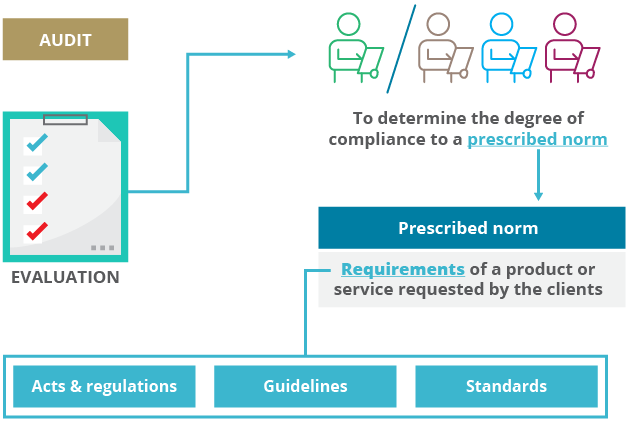 AUDIT
To determine the degree of
compliance to a prescribed norm
EVALUATION
Prescribed norm
Requirements of a product or
service requested by the clients
Acts & regulations
Guidelines
Standards